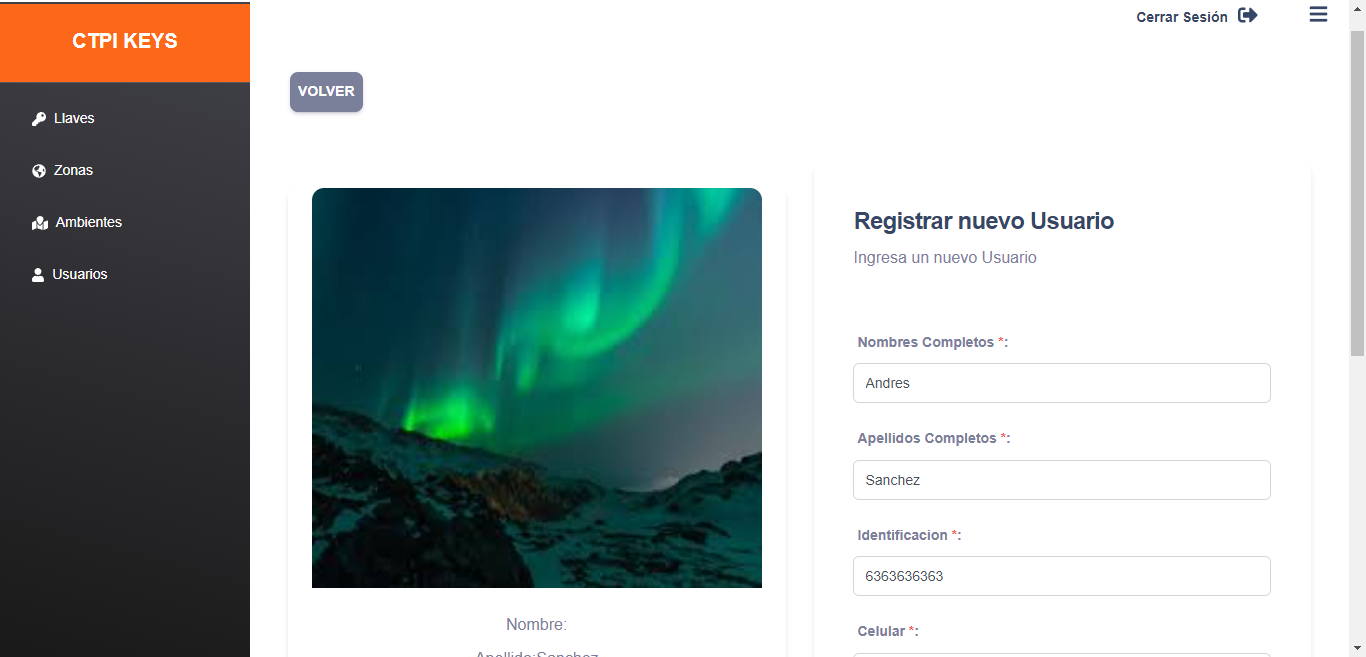 CTPI KEYS
Cerrar Sesión
Llaves
Zonas
Ambientes
Usuarios
VOLVER
Nombre:
Apellido:Sanchez
Registrar nuevo Usuario
Ingresa un nuevo Usuario
Nombres Completos *:
Andres
Apellidos Completos *:
Sanchez
Identificacion *:
6363636363
Celular *: